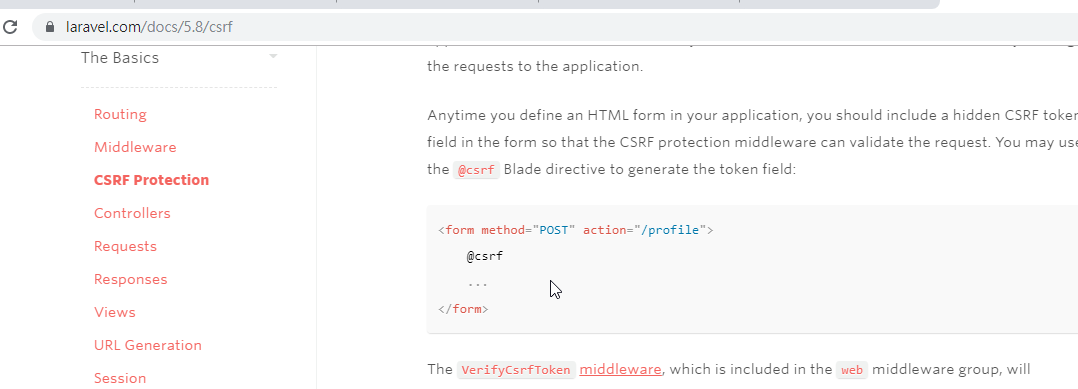 laravel.com/docs/5.8/csrf
The Basics
Routing
Middleware
CSRF Protection
Controllers
Requests
Responses
Views
URL Generation
Session
the requests to the application.
Anytime you define an HTML form in your application, you should include a hidden CSRF token
field in the form so that the CSRF protection middleware can validate the request. You may use
the @csrf Blade directive to generate the token field:
<form method="POST" action="/profile">
@csrf
...
</form>
The VerifyCsrfToken middleware, which is included in the web middleware group, will